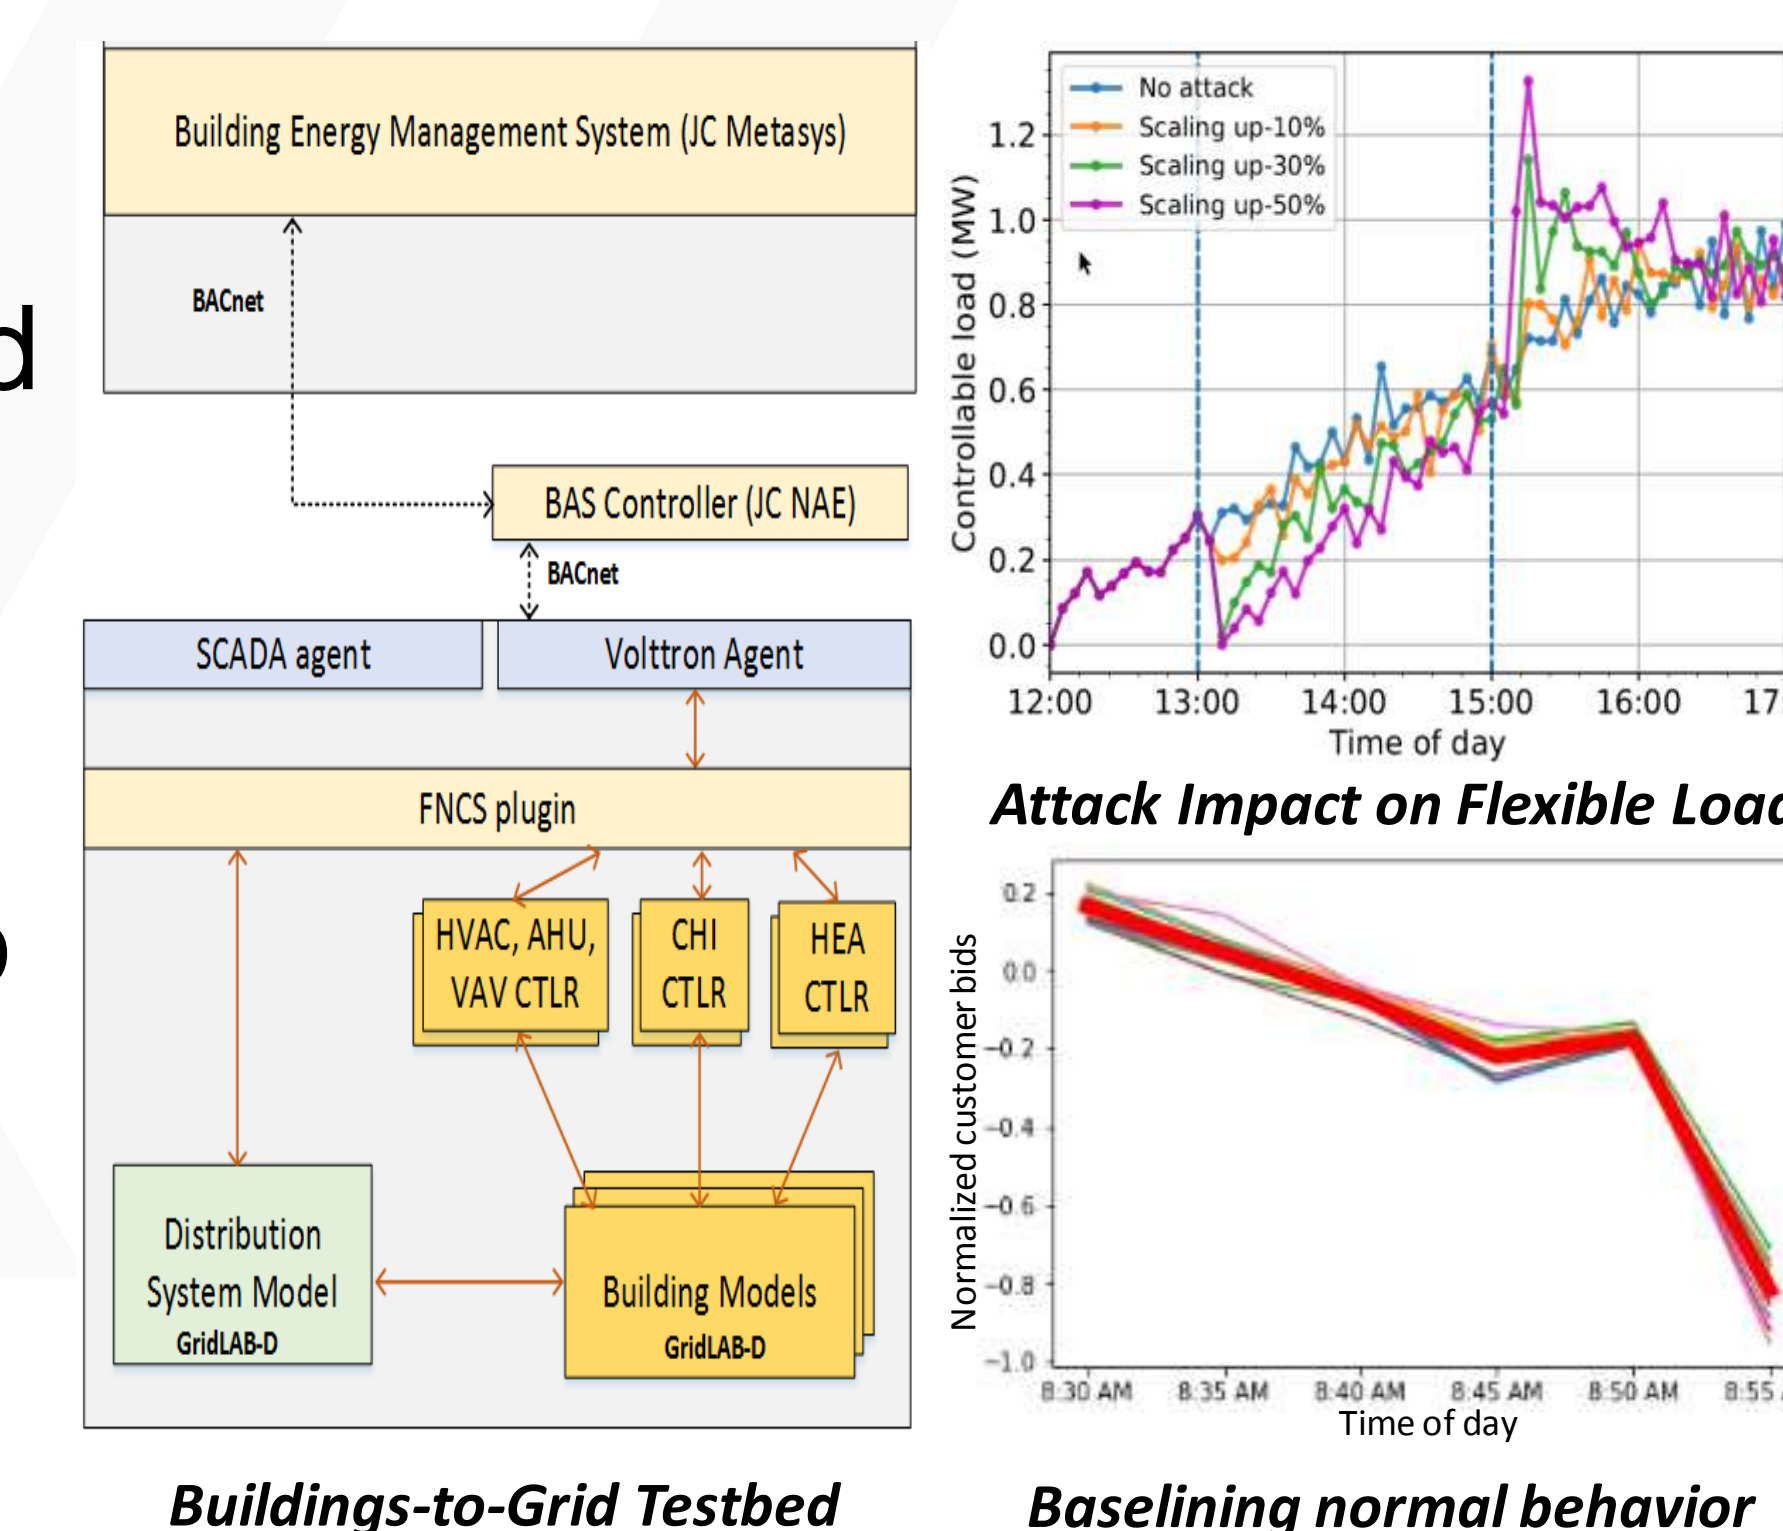 Building Energy Management System (JC Metasys)
BACnet
BAS Controller (JC NAE)
BACnet
SCADA agent
Volttron Agent
FNCS plugin
HVAC, AHU,
VAV CTLR
CHI
CTLR
HEA
CTLR
Distribution
System Model
GridLAB-D
Building Models
GridLAB-D
Buildings-to-Grid Testbed
No attack
Scaling up-10%
Scaling up-30%
Scaling up-50%
Controllable load (MW)
1.2
1.0
0.8
0.6
0.4
0.2
0.0
12:00 13:00 14:00 15:00 16:00 17:
Time of day
Attack Impact on Flexible Load
Normalized customer bids
0.2
0.0
−0.2
−0.4
−0.6
−0.8
−1.0
8:30 AM 8:35 AM 8:40 AM 8:45 AM 8:50 AM 8:55
Time of day
Baselining normal behavior